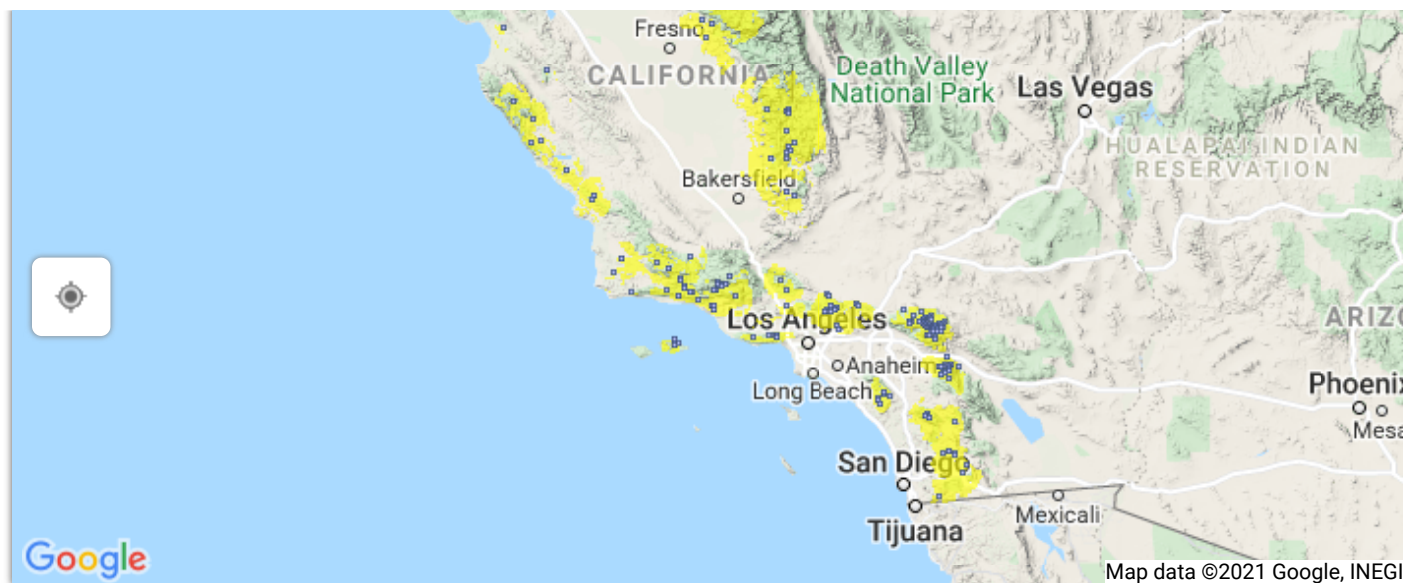 Fresno
CALIFORNIA
Death Valley
National Park
Las Vegas
HUALAPAI INDIAN
RESERVATION
Bakersfield
Los Angeles
ARIZO
Anaheim
Long Beach
Phoenix
Mesa
San Diego
Mexicali
Tijuana
Google
Map data ©2021 Google, INEGI